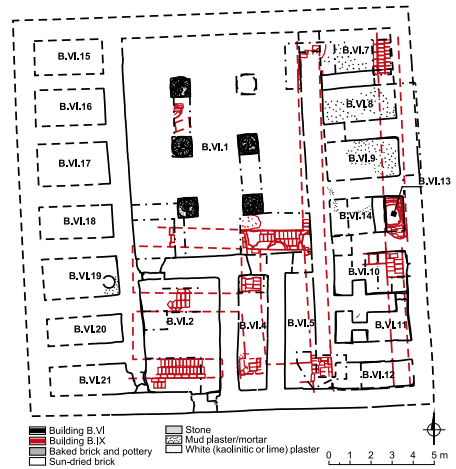 B.VI.15
B.VI.7
B.VI.16
B.VI.8
B.VI.17
B.VI.1
B.VI.9
B.VI.13
B.VI.18
B.VI.14
B.VI.19
B.VI.10
B.VI.20
B.VI.2
B.VI.4
B.VI.5
B.VI.11
B.VI.21
B.VI.12
Building B.VI
Building B.IX
Baked brick and pottery
Sun-dried brick
Stone
Mud plaster/mortar
White (kaolinitic or lime) plaster
0 1 2 3 4 5 m